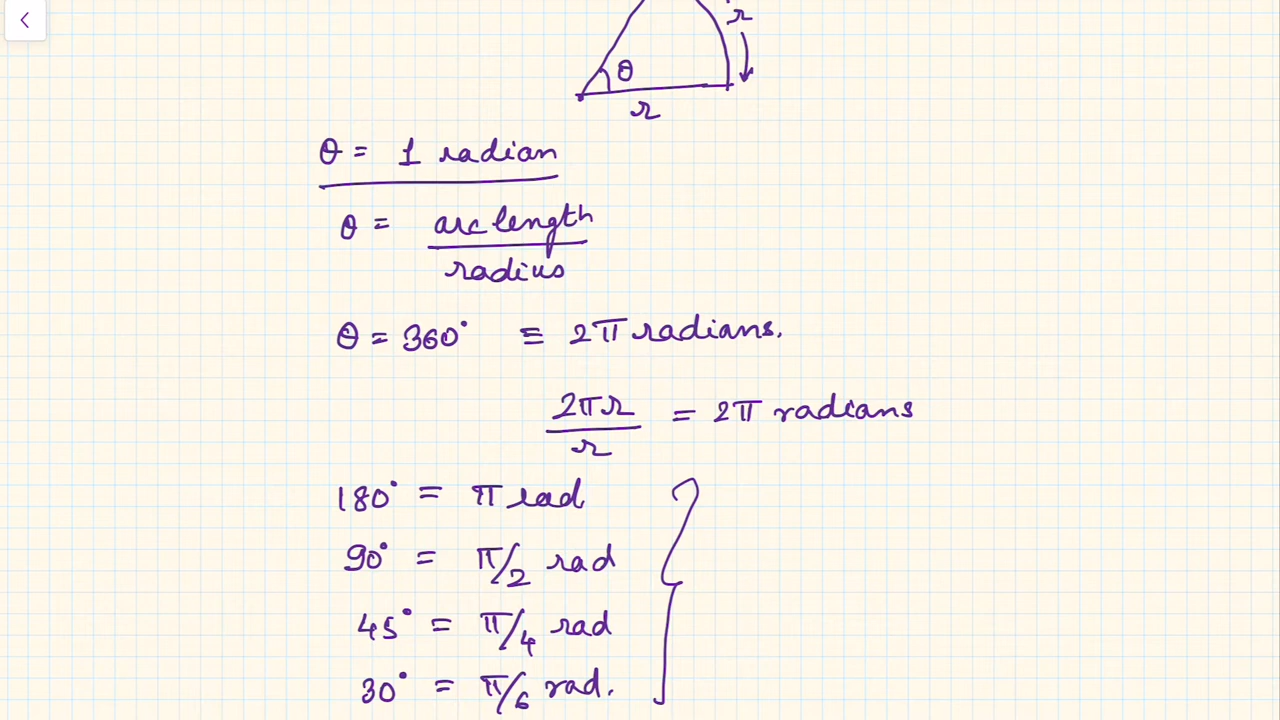 r
θ
r
θ = 1 radian
θ = arc length
radius
θ = 360° ≡ 2π radians.
2πr = 2π radians
r
180° = π rad
90° = π/2 rad
45° = π/4 rad
30° = π/6 rad.